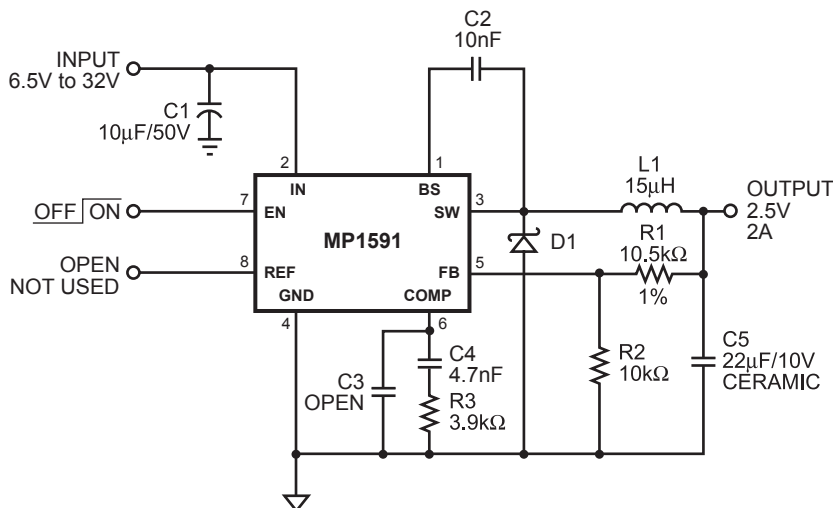 C2
10nF
INPUT
6.5V to 32V
C1
10μF/50V
2
1
IN
BS
L1
15μH
7
3
OUTPUT
2.5V
2A
OFF ON
EN
SW
MP1591
D1
R1
10.5kΩ
1%
OPEN
NOT USED
8
REF
FB
5
GND
COMP
4
6
C3
OPEN
C4
4.7nF
R3
3.9kΩ
R2
10kΩ
C5
22μF/10V
CERAMIC